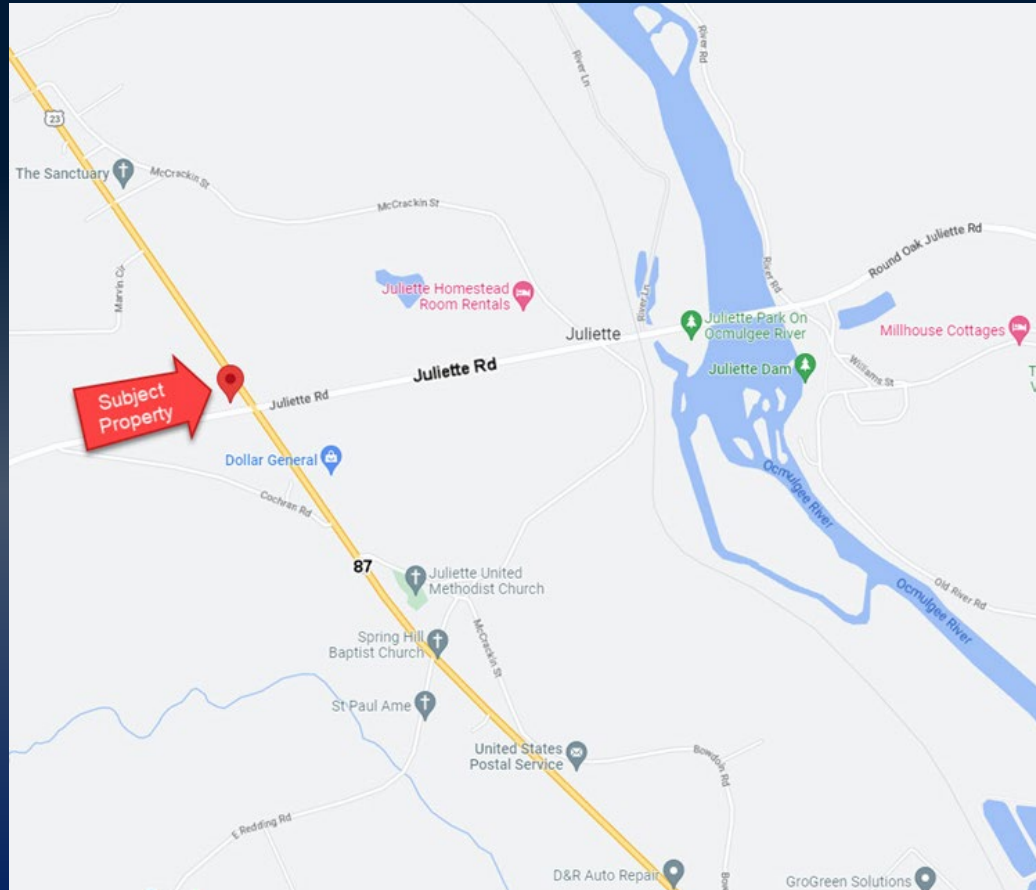 River Rd
River Ln
23
The Sanctuary
McCrackin St
McCrackin St
Round Oak Juliette Rd
River Rd
Marvin Cir
Juliette Homestead
Room Rentals
River Ln
Juliette Park On
Ocmulgee River
Juliette
Millhouse Cottages
Juliette Rd
Juliette Dam
Williams St
Subject
Property
Juliette Rd
Dollar General
Ocmulgee River
Cochran Rd
87
Juliette United
Methodist Church
Old River Rd
Ocmulgee River
Spring Hill
Baptist Church
McCrackin St
St Paul Ame
United States
Postal Service
Bowdoin Rd
E Redding Rd
D&R Auto Repair
GroGreen Solutions